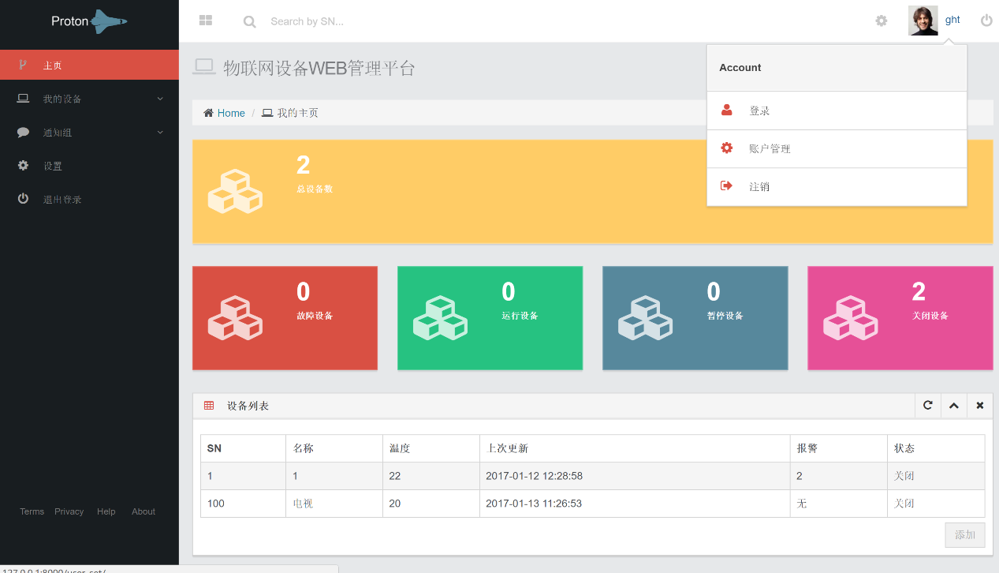 Proton
Search by SN...
ght
主页
我的设备
通知组
设置
退出登录
Terms Privacy Help About
物联网设备WEB管理平台
Home / 我的主页
Account
登录
账户管理
注销
2
总设备数
0
故障设备
0
运行设备
0
暂停设备
2
关闭设备
设备列表
SN 名称 温度 上次更新 报警 状态
1 1 22 2017-01-12 12:28:58 2 关闭
100 电视 20 2017-01-13 11:26:53 无 关闭
添加
127.0.0.1:8000/user_set/